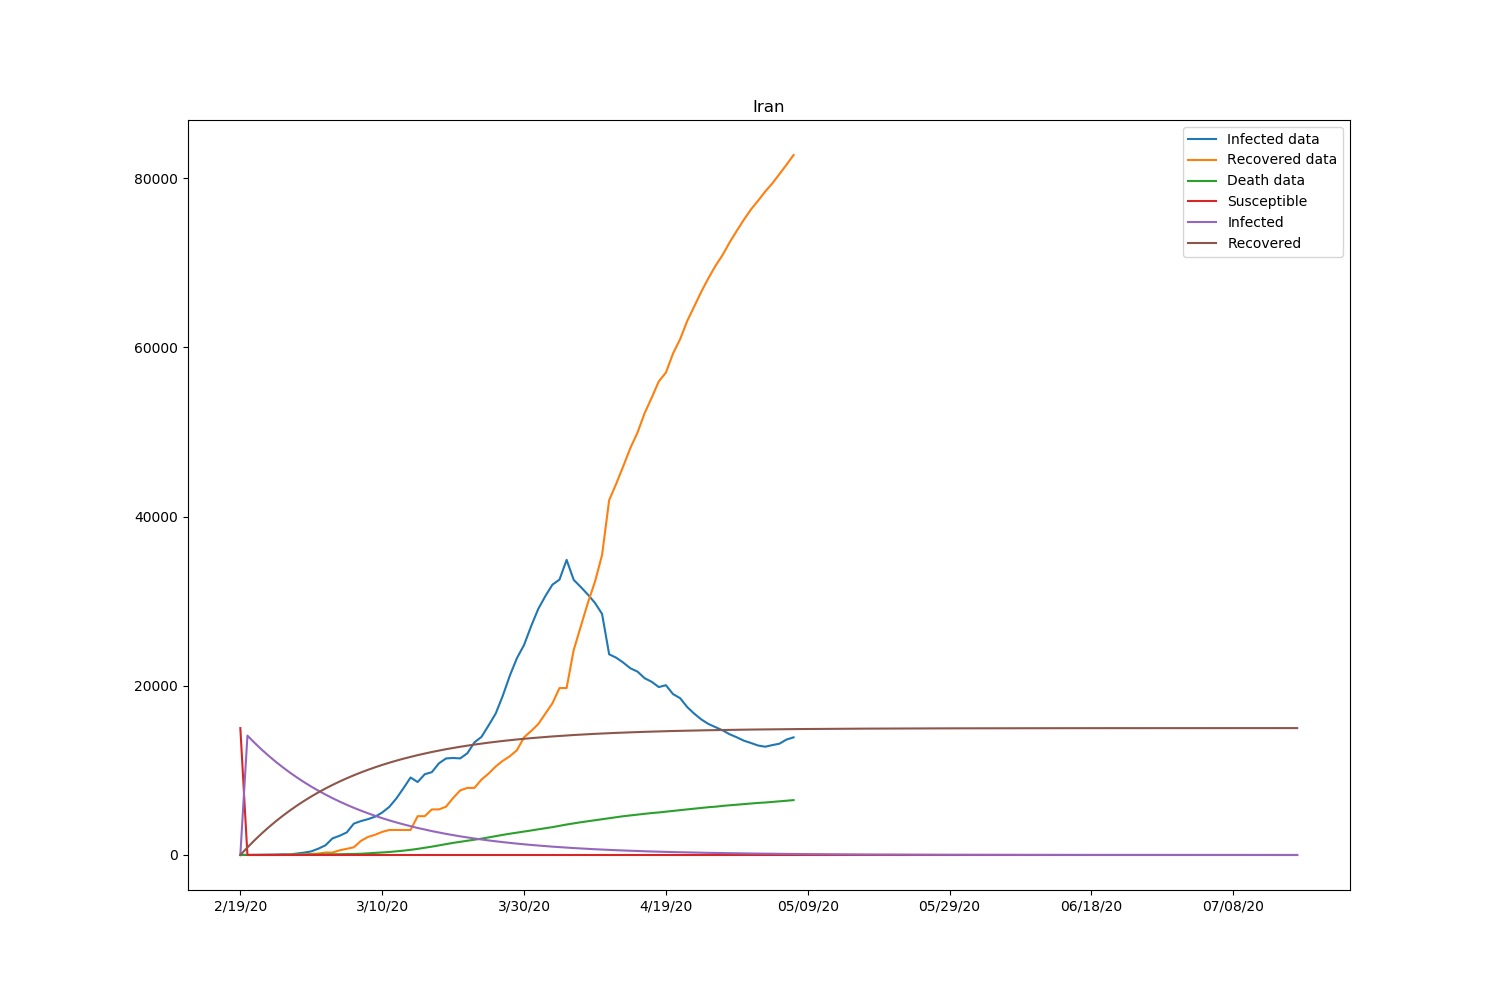 Iran
Infected data
Recovered data
Death data
Susceptible
Infected
Recovered
80000
60000
40000
20000
0
2/19/20 3/10/20 3/30/20 4/19/20 05/09/20 05/29/20 06/18/20 07/08/20